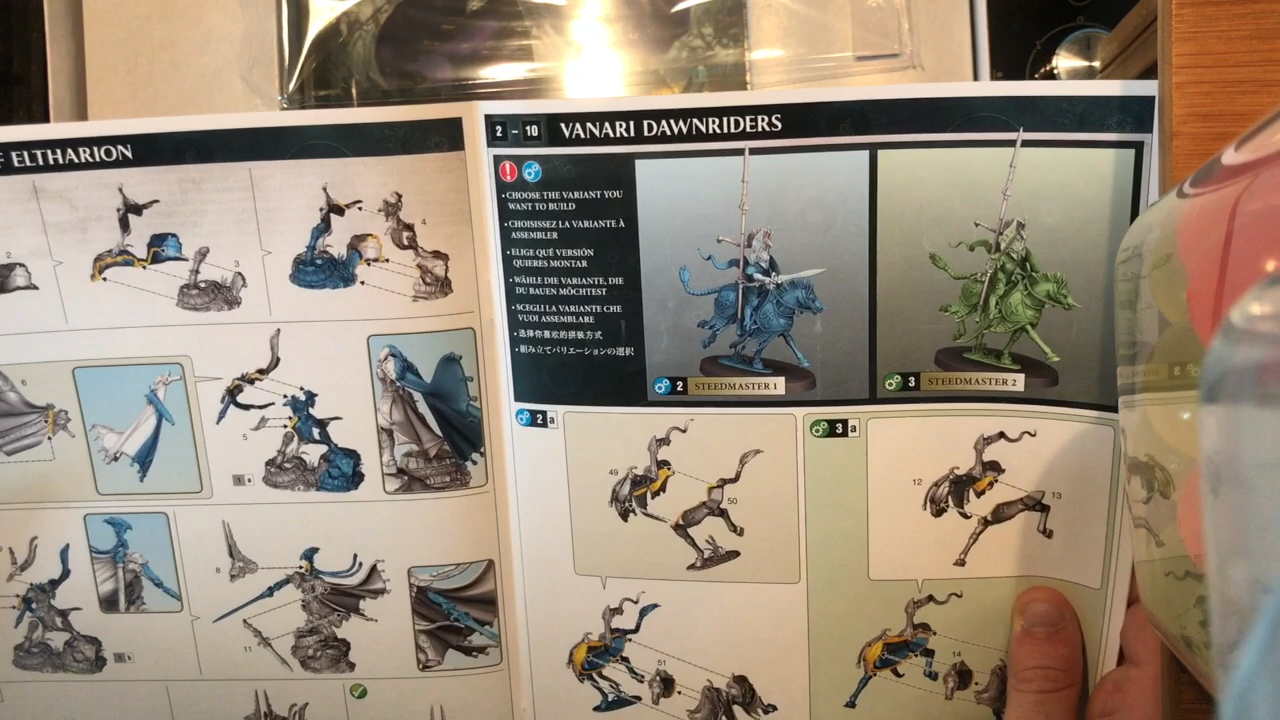 F ELTHARION
2
3
4
6
5
1 a
8
11
1 b
2 - 10 VANARI DAWNRIDERS
• CHOOSE THE VARIANT YOU
WANT TO BUILD
• CHOISISSEZ LA VARIANTE À
ASSEMBLER
• ELIGE QUÉ VERSIÓN
QUIERES MONTAR
• WÄHLE DIE VARIANTE, DIE
DU BAUEN MÖCHTEST
• SCEGLI LA VARIANTE CHE
VUOI ASSEMBLARE
• 选择你喜欢的拼装方式
• 組み立てバリエーションの選択
2 STEEDMASTER 1
3 STEEDMASTER 2
2 a
49
50
51
3 a
12
13
14